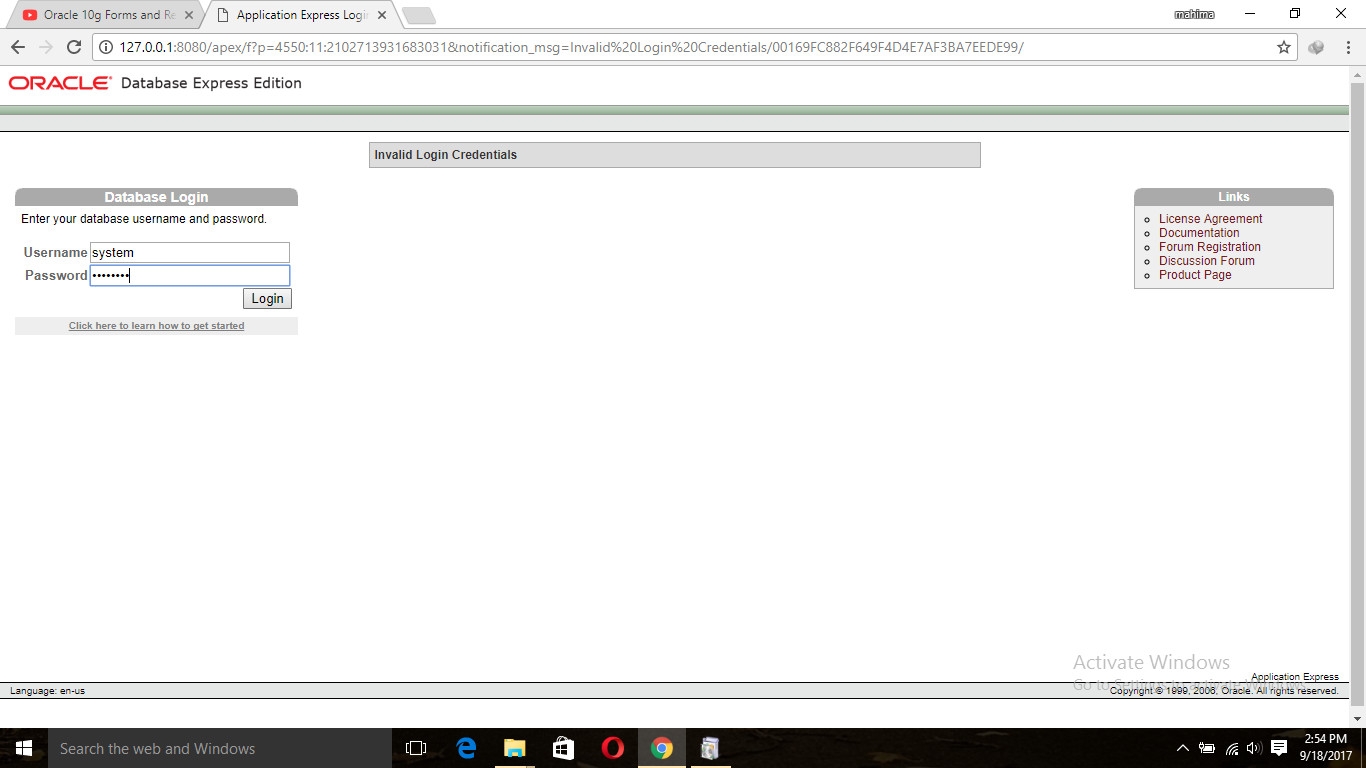 Oracle 10g Forms and Re
Application Express Logi
mahima
127.0.0.1:8080/apex/f?p=4550:11:2102713931683031&notification_msg=Invalid%20Login%20Credentials/00169FC882F649F4D4E7AF3BA7EEDE99/
ORACLE Database Express Edition
Invalid Login Credentials
Database Login
Enter your database username and password.
Username system
Password ••••••••
Login
Click here to learn how to get started
Links
License Agreement
Documentation
Forum Registration
Discussion Forum
Product Page
Activate Windows
Go to Settings to activate Windows.
Application Express
Language: en-us
Copyright © 1999, 2006, Oracle. All rights reserved.
Search the web and Windows
2:54 PM
9/18/2017